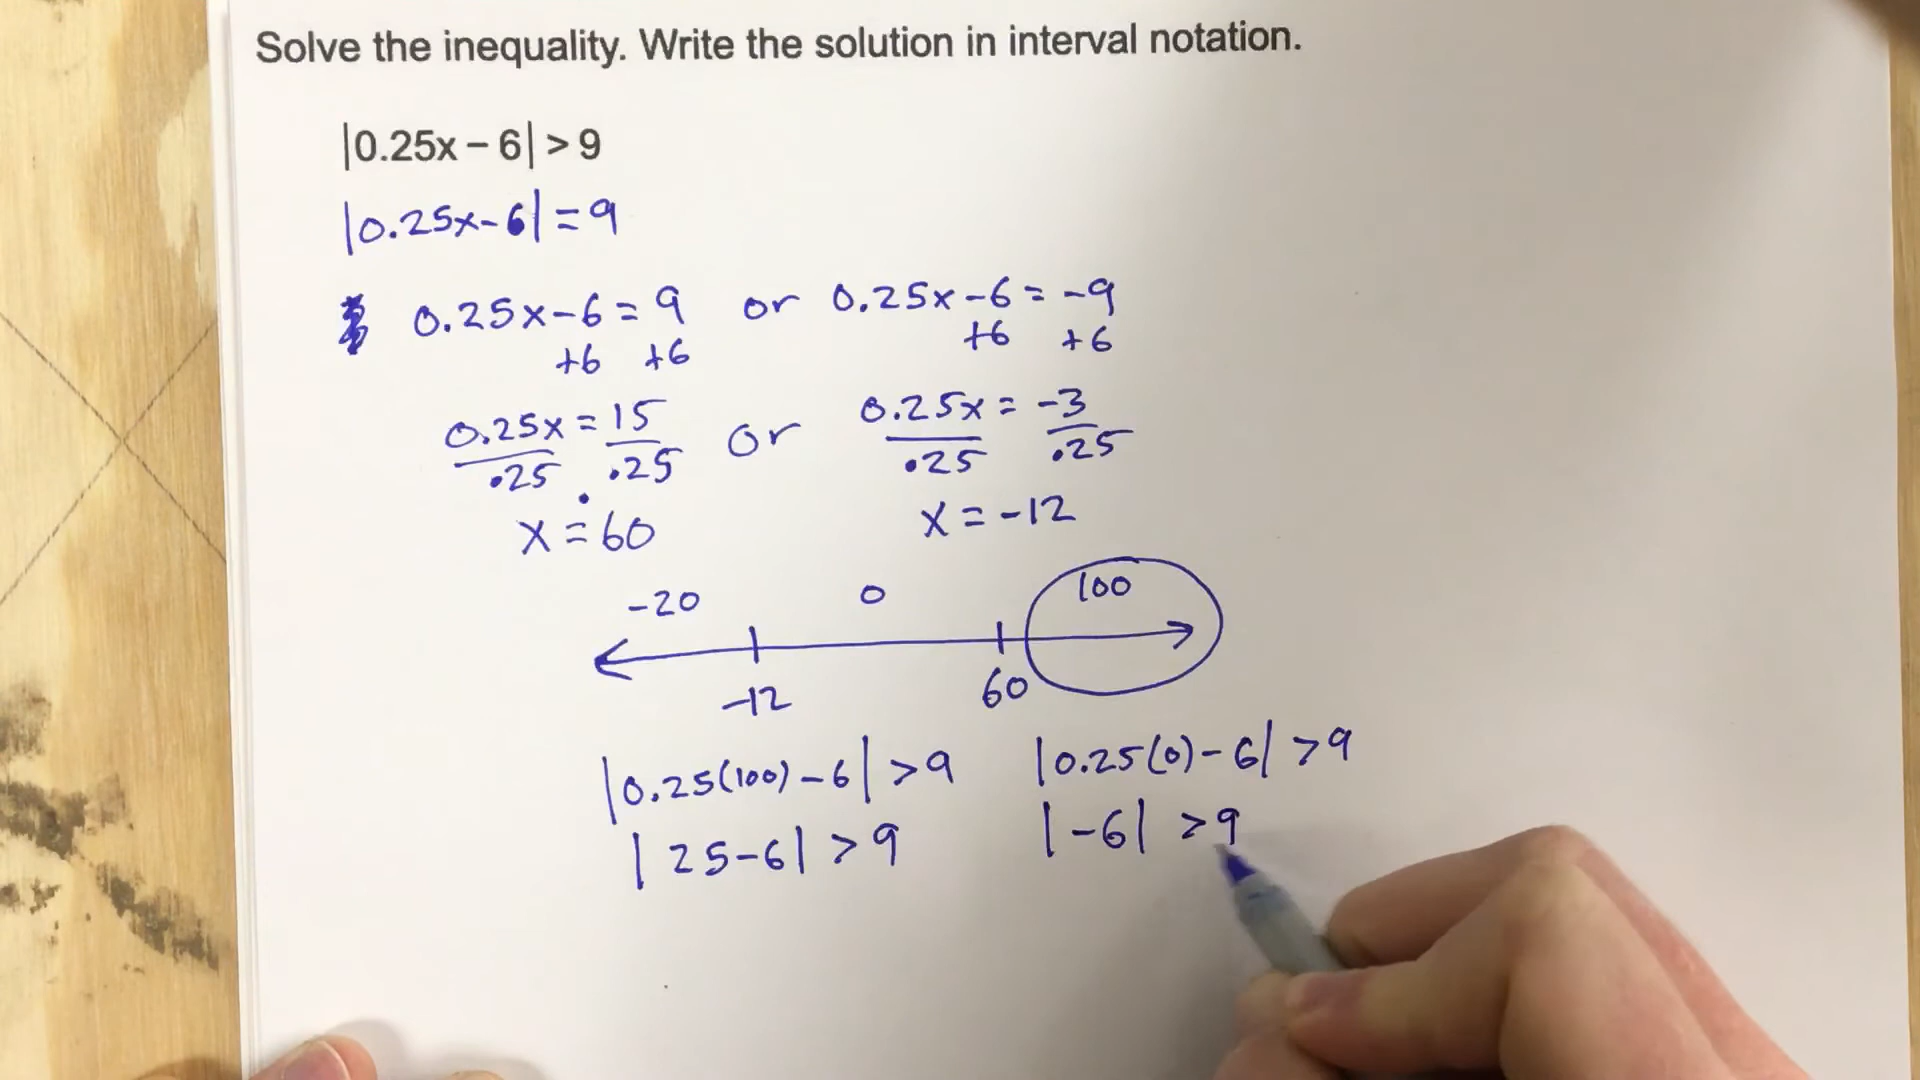 Solve the inequality. Write the solution in interval notation.
|0.25x – 6| > 9
|0.25x-6| = 9
0.25x-6 = 9 or 0.25x-6 = -9
+6 +6 +6 +6
0.25x = 15 or 0.25x = -3
.25 .25 .25 .25
x = 60 x = -12
-20 0 100
-12 60
|0.25(100)-6| >9 |0.25(0)-6| >9
|25-6| >9 |-6| >9